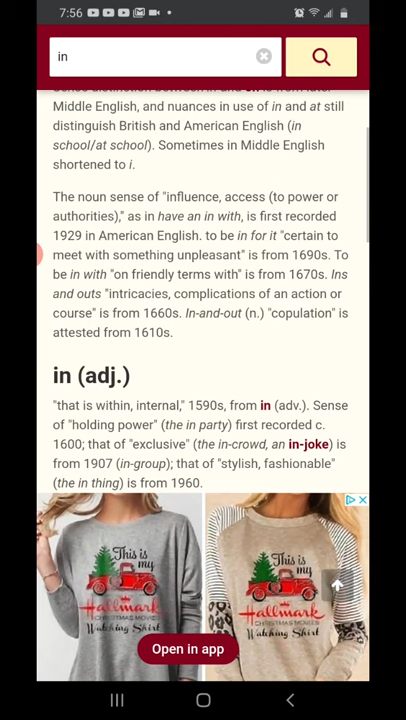 7:56
in
Middle English, and nuances in use of in and at still
distinguish British and American English (in
school/at school). Sometimes in Middle English
shortened to i.
The noun sense of "influence, access (to power or
authorities)," as in have an in with, is first recorded
1929 in American English. to be in for it "certain to
meet with something unpleasant" is from 1690s. To
be in with "on friendly terms with" is from 1670s. Ins
and outs "intricacies, complications of an action or
course" is from 1660s. In-and-out (n.) "copulation" is
attested from 1610s.
in (adj.)
"that is within, internal," 1590s, from in (adv.). Sense
of "holding power" (the in party) first recorded c.
1600; that of "exclusive" (the in-crowd, an in-joke) is
from 1907 (in-group); that of "stylish, fashionable"
(the in thing) is from 1960.
This is
my
Hallmark
CHRISTMAS MOVIES
Watching Shirt
This is
my
Hallmark
CHRISTMAS MOVIES
Watching Shirt
Open in app